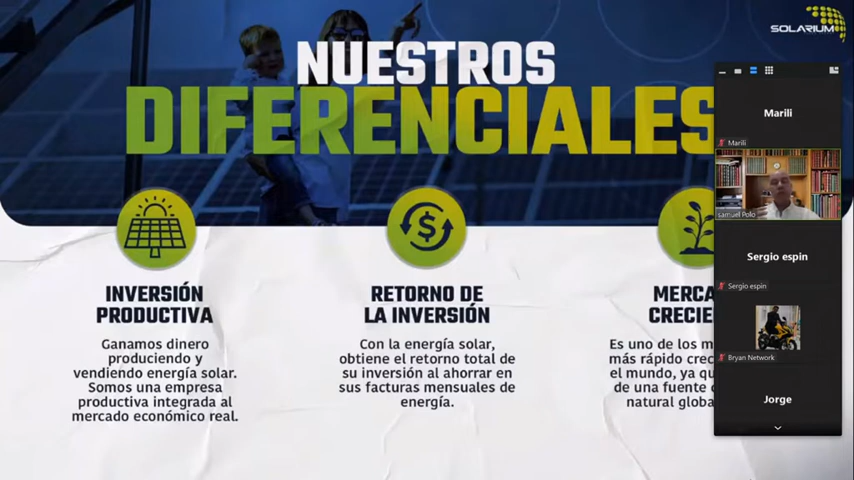 SOLARIUM
NUESTROS
DIFERENCIALES
INVERSIÓN
PRODUCTIVA
Ganamos dinero
produciendo y
vendiendo energía solar.
Somos una empresa
productiva integrada al
mercado económico real.
RETORNO DE
LA INVERSIÓN
Con la energía solar,
obtiene el retorno total de
su inversión al ahorrar en
sus facturas mensuales de
energía.
MERCA
CRECIE
Es uno de los m
más rápido crec
el mundo, ya qu
de una fuente
natural globa
Marili
Marili
samuel Polo
Sergio espin
Sergio espin
Bryan Network
Jorge